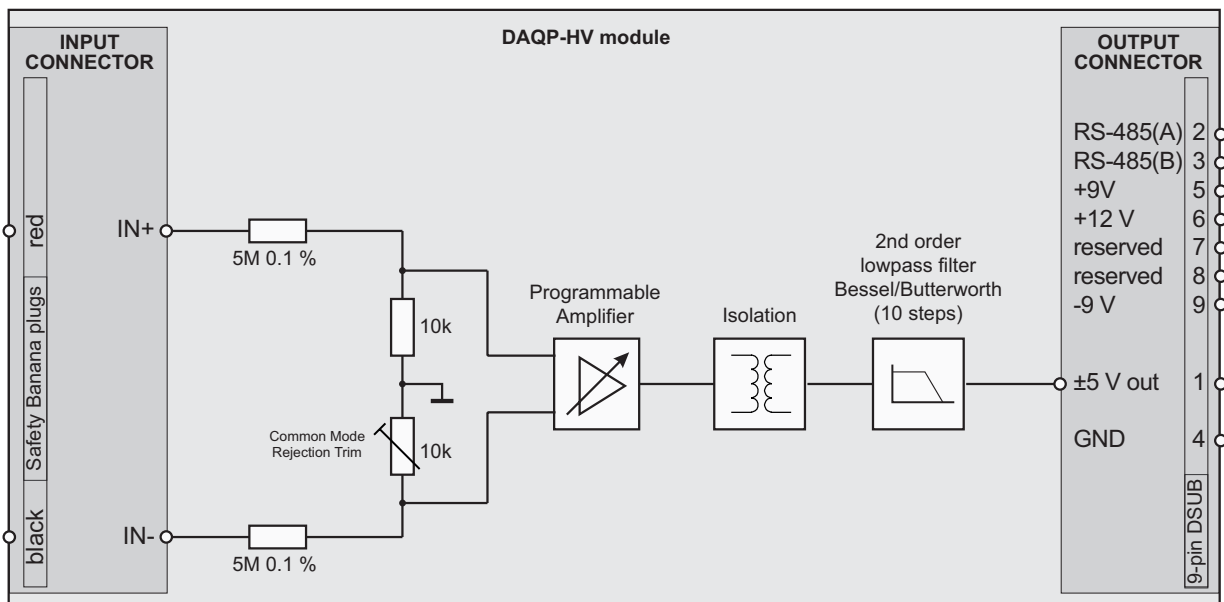 DAQP-HV module
INPUT
CONNECTOR
red
Safety Banana plugs
black
IN+
IN-
5M 0.1 %
10k
Common Mode
Rejection Trim
10k
5M 0.1 %
Programmable
Amplifier
Isolation
2nd order
lowpass filter
Bessel/Butterworth
(10 steps)
OUTPUT
CONNECTOR
RS-485(A) 2
RS-485(B) 3
+9V 5
+12 V 6
reserved 7
reserved 8
-9 V 9
±5 V out 1
GND 4
9-pin DSUB